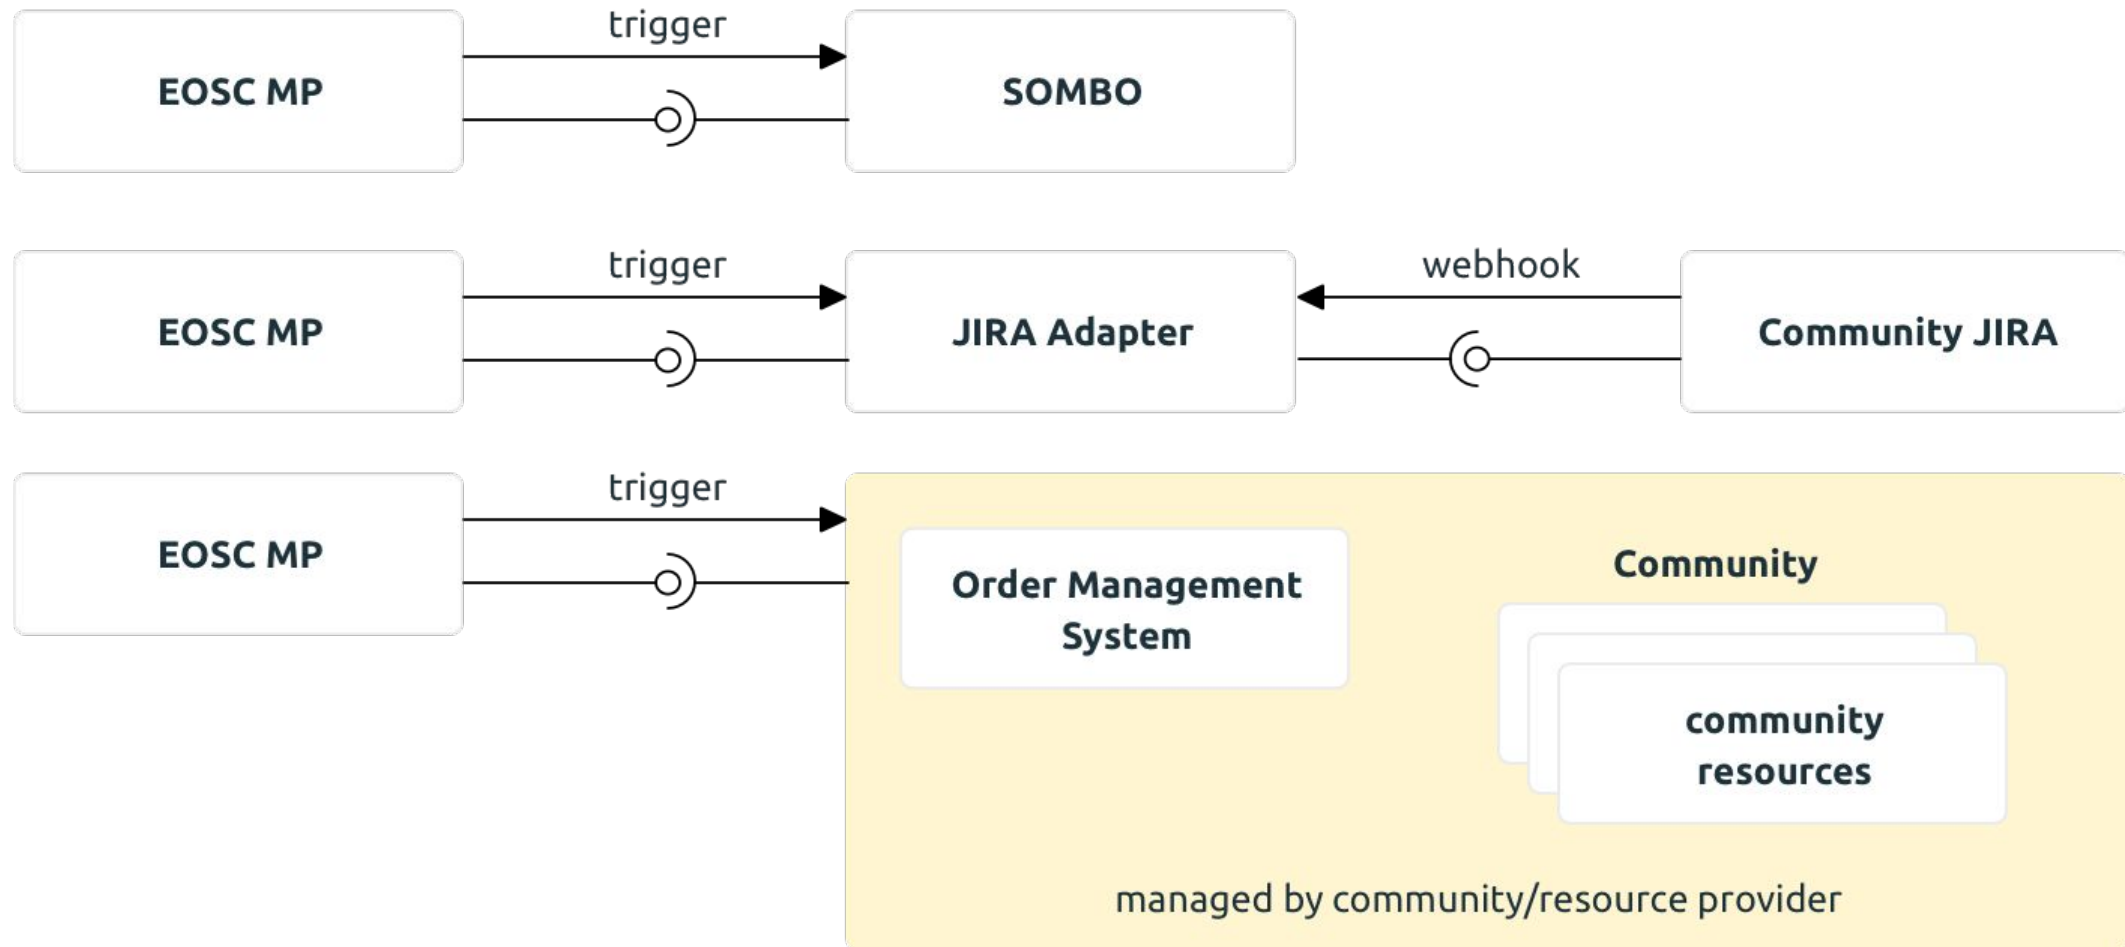 trigger
EOSC MP
SOMBO
trigger
webhook
EOSC MP
JIRA Adapter
Community JIRA
trigger
EOSC MP
Order Management
System
Community
community
resources
managed by community/resource provider